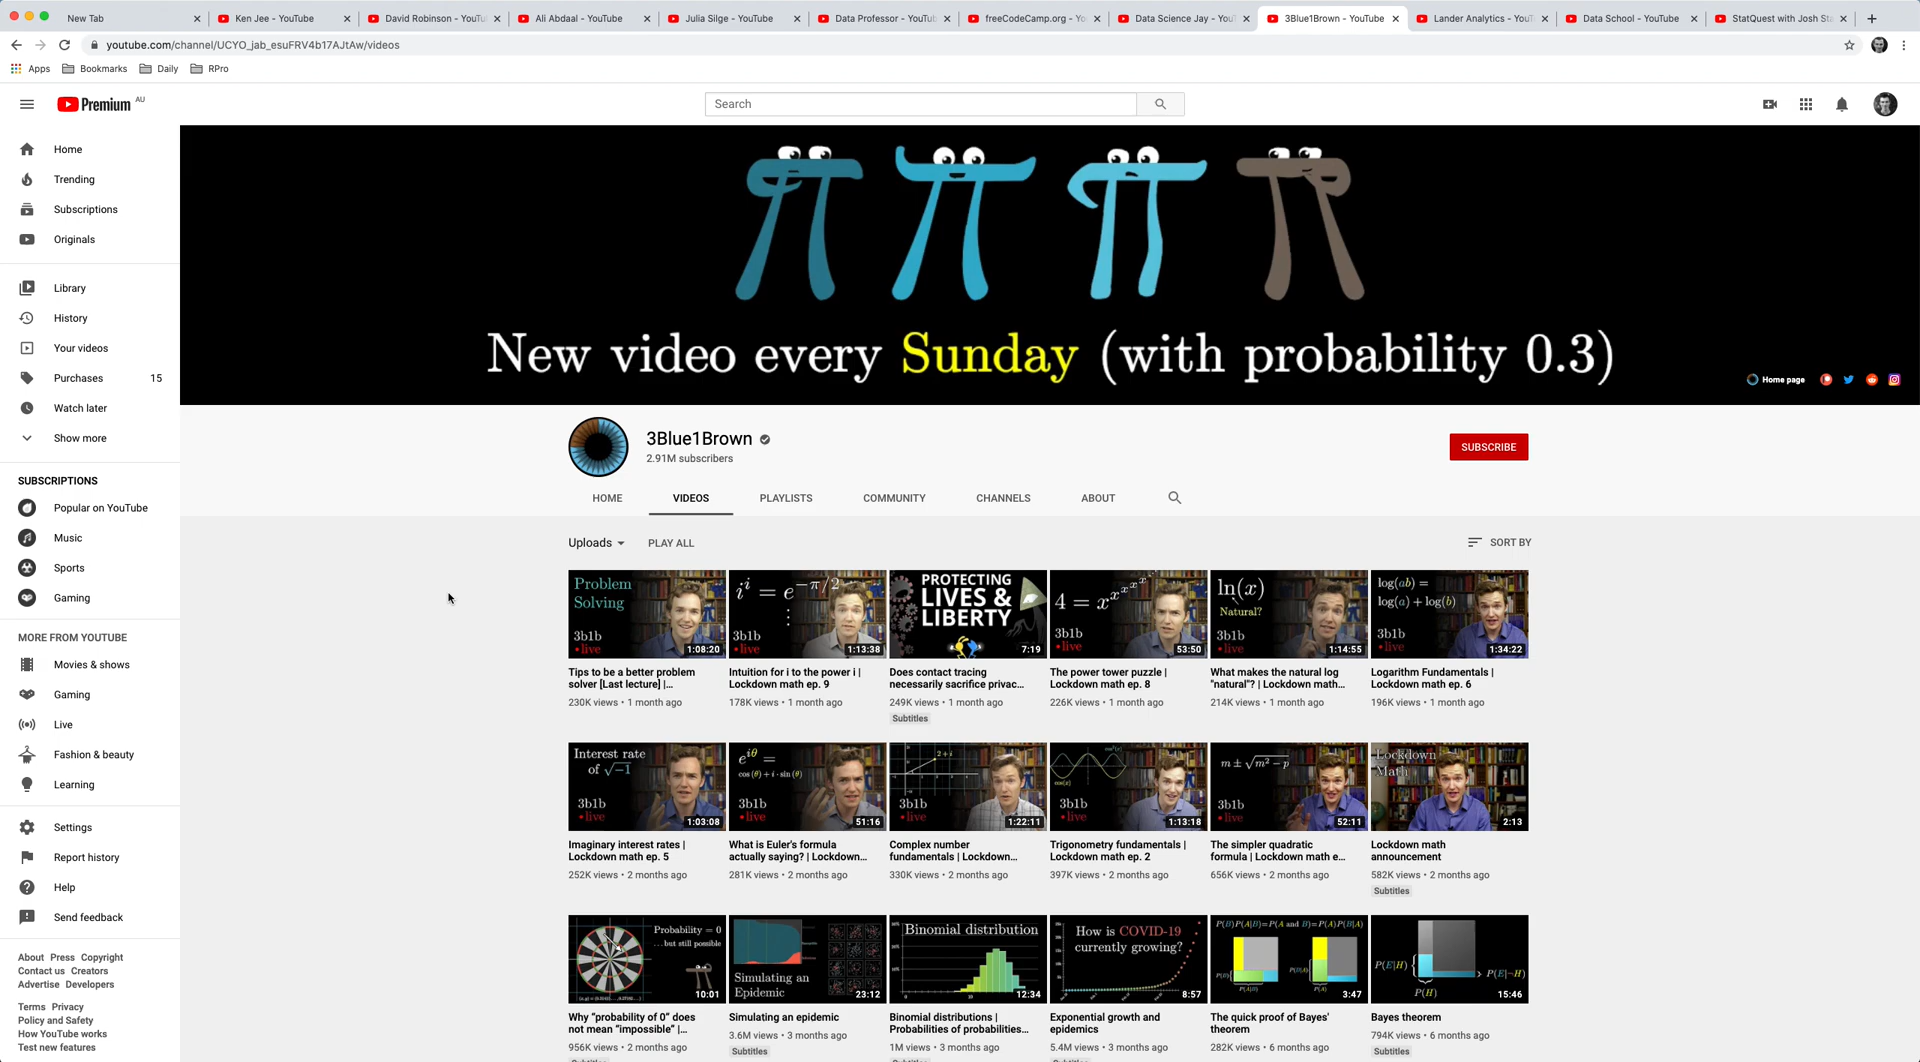 New Tab
Ken Jee - YouTube
David Robinson - YouTu
Ali Abdaal - YouTube
Julia Silge - YouTube
Data Professor - YouTub
freeCodeCamp.org - Yo
Data Science Jay - YouT
3Blue1Brown - YouTube
Lander Analytics - YouT
Data School - YouTube
StatQuest with Josh Sta
youtube.com/channel/UCYO_jab_esuFRV4b17AJtAw/videos
Apps Bookmarks Daily RPro
Premium AU
Search
Home
Trending
Subscriptions
Originals
Library
History
Your videos
Purchases 15
Watch later
Show more
SUBSCRIPTIONS
Popular on YouTube
Music
Sports
Gaming
MORE FROM YOUTUBE
Movies & shows
Gaming
Live
Fashion & beauty
Learning
Settings
Report history
Help
Send feedback
About Press Copyright
Contact us Creators
Advertise Developers
Terms Privacy
Policy and Safety
How YouTube works
Test new features
New video every Sunday (with probability 0.3)
Home page
3Blue1Brown
2.91M subscribers
SUBSCRIBE
HOME VIDEOS PLAYLISTS COMMUNITY CHANNELS ABOUT
Uploads PLAY ALL SORT BY
Problem
Solving
3b1b
•live
1:08:20
Tips to be a better problem
solver [Last lecture] |...
230K views • 1 month ago
i^i = e^{-π/2}
3b1b
•live
1:13:38
Intuition for i to the power i |
Lockdown math ep. 9
178K views • 1 month ago
PROTECTING
LIVES &
LIBERTY
7:19
Does contact tracing
necessarily sacrifice privac...
249K views • 1 month ago
Subtitles
4 = x^{x^{x^{x}}}
3b1b
•live
53:50
The power tower puzzle |
Lockdown math ep. 8
226K views • 1 month ago
ln(x)
Natural?
3b1b
•live
1:14:55
What makes the natural log
"natural"? | Lockdown math...
214K views • 1 month ago
log(ab) =
log(a) + log(b)
3b1b
•live
1:34:22
Logarithm Fundamentals |
Lockdown math ep. 6
196K views • 1 month ago
Interest rate
of √−1
3b1b
•live
1:03:08
Imaginary interest rates |
Lockdown math ep. 5
252K views • 2 months ago
e^{iθ} =
cos(θ) + i · sin(θ)
3b1b
•live
51:16
What is Euler's formula
actually saying? | Lockdown...
281K views • 2 months ago
2 + i
3b1b
•live
1:22:11
Complex number
fundamentals | Lockdown...
330K views • 2 months ago
cos²(x)
cos(x)
3b1b
•live
1:13:18
Trigonometry fundamentals |
Lockdown math ep. 2
397K views • 2 months ago
m ± √(m² − p)
3b1b
•live
52:11
The simpler quadratic
formula | Lockdown math e...
656K views • 2 months ago
Lockdown
Math
2:13
Lockdown math
announcement
582K views • 2 months ago
Subtitles
Probability = 0
...but still possible
10:01
Why “probability of 0” does
not mean “impossible” |...
956K views • 2 months ago
Simulating an
Epidemic
23:12
Simulating an epidemic
3.6M views • 3 months ago
Subtitles
Binomial distribution
12:34
Binomial distributions |
Probabilities of probabilities...
1M views • 3 months ago
How is COVID-19
currently growing?
8:57
Exponential growth and
epidemics
5.4M views • 3 months ago
P(B)P(A|B)=P(A and B)=P(A)P(B|A)
P(B)
P(A|B)
P(B|A)
P(A)
3:47
The quick proof of Bayes'
theorem
282K views • 6 months ago
P(E|H)
P(E|¬H)
P(H)
15:46
Bayes theorem
794K views • 6 months ago
Subtitles